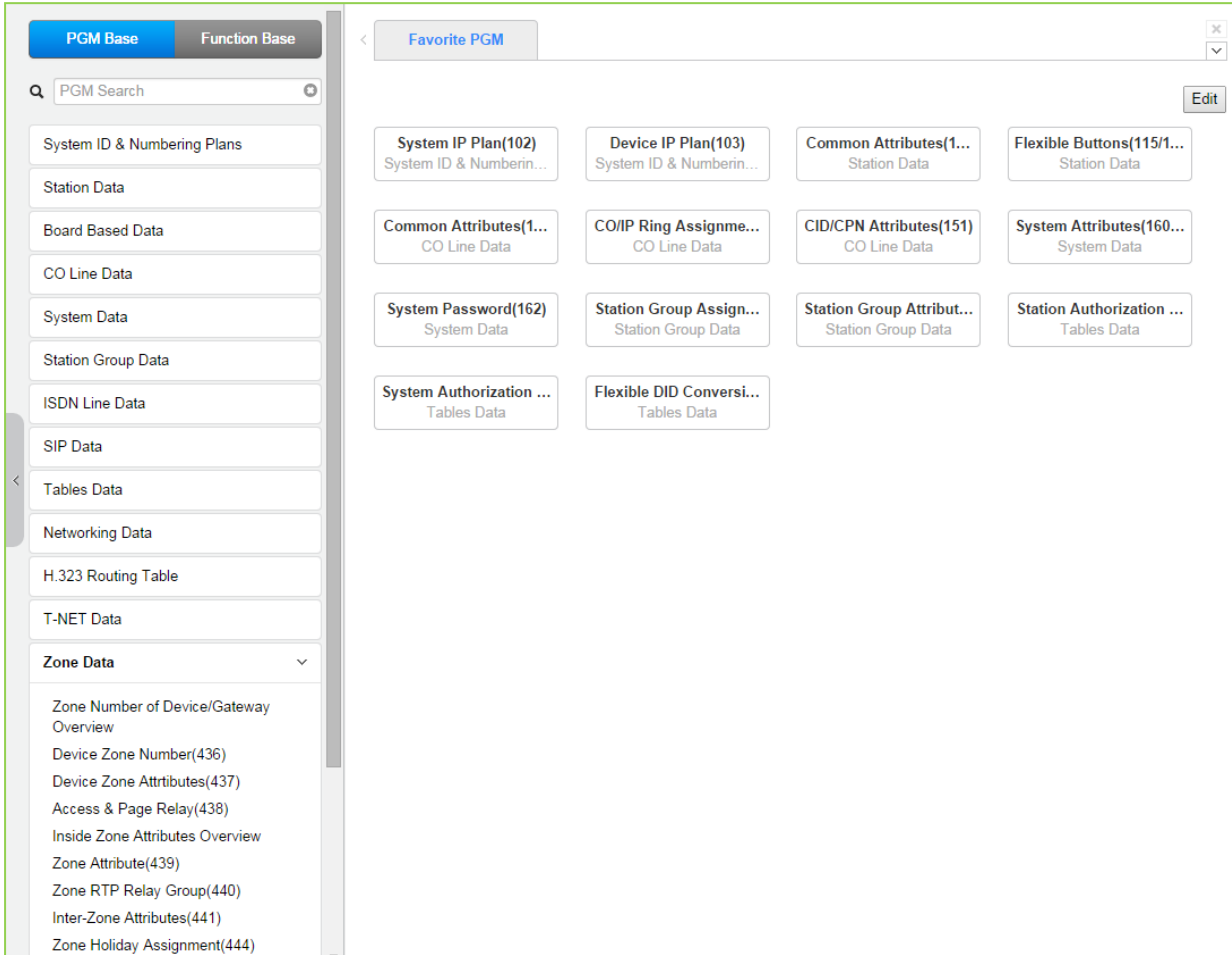 PGM Base
Function Base
PGM Search
System ID & Numbering Plans
Station Data
Board Based Data
CO Line Data
System Data
Station Group Data
ISDN Line Data
SIP Data
Tables Data
Networking Data
H.323 Routing Table
T-NET Data
Zone Data
Zone Number of Device/Gateway
Overview
Device Zone Number(436)
Device Zone Attrtibutes(437)
Access & Page Relay(438)
Inside Zone Attributes Overview
Zone Attribute(439)
Zone RTP Relay Group(440)
Inter-Zone Attributes(441)
Zone Holiday Assignment(444)
Favorite PGM
Edit
System IP Plan(102)
System ID & Numberin...
Device IP Plan(103)
System ID & Numberin...
Common Attributes(1...
Station Data
Flexible Buttons(115/1...
Station Data
Common Attributes(1...
CO Line Data
CO/IP Ring Assignme...
CO Line Data
CID/CPN Attributes(151)
CO Line Data
System Attributes(160...
System Data
System Password(162)
System Data
Station Group Assign...
Station Group Data
Station Group Attribut...
Station Group Data
Station Authorization ...
Tables Data
System Authorization ...
Tables Data
Flexible DID Conversi...
Tables Data